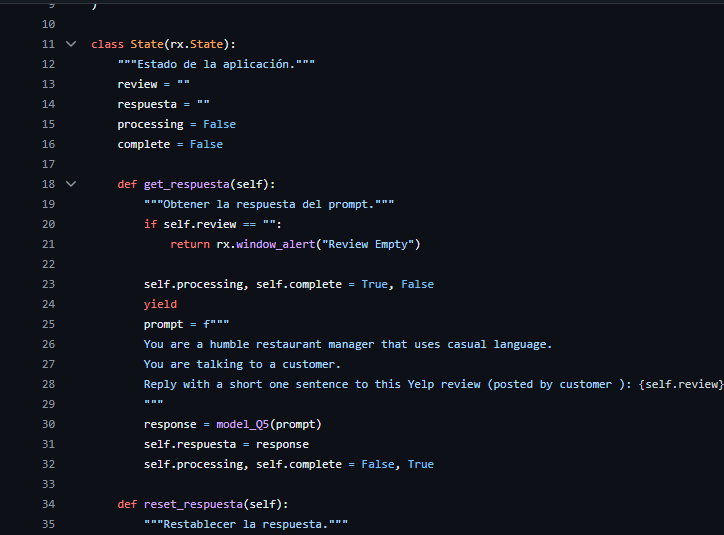 9 )
10
11 class State(rx.State):
12 """Estado de la aplicación."""
13 review = ""
14 respuesta = ""
15 processing = False
16 complete = False
17
18 def get_respuesta(self):
19 """Obtener la respuesta del prompt."""
20 if self.review == "":
21 return rx.window_alert("Review Empty")
22
23 self.processing, self.complete = True, False
24 yield
25 prompt = f"""
26 You are a humble restaurant manager that uses casual language.
27 You are talking to a customer.
28 Reply with a short one sentence to this Yelp review (posted by customer ): {self.review}
29 """
30 response = model_Q5(prompt)
31 self.respuesta = response
32 self.processing, self.complete = False, True
33
34 def reset_respuesta(self):
35 """Restablecer la respuesta."""